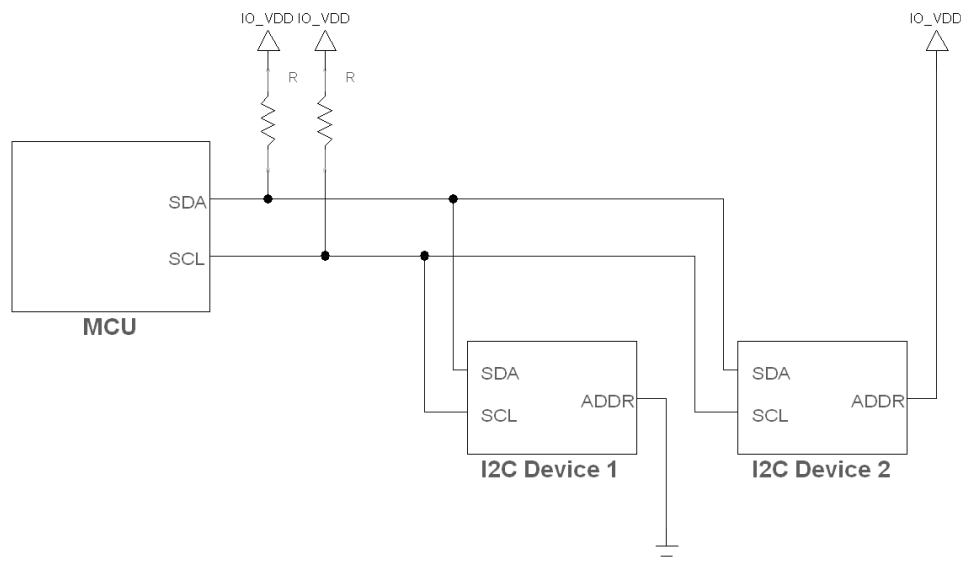 IO_VDD IO_VDD
IO_VDD
R
R
SDA
SCL
MCU
SDA
SCL
ADDR
I2C Device 1
SDA
SCL
ADDR
I2C Device 2